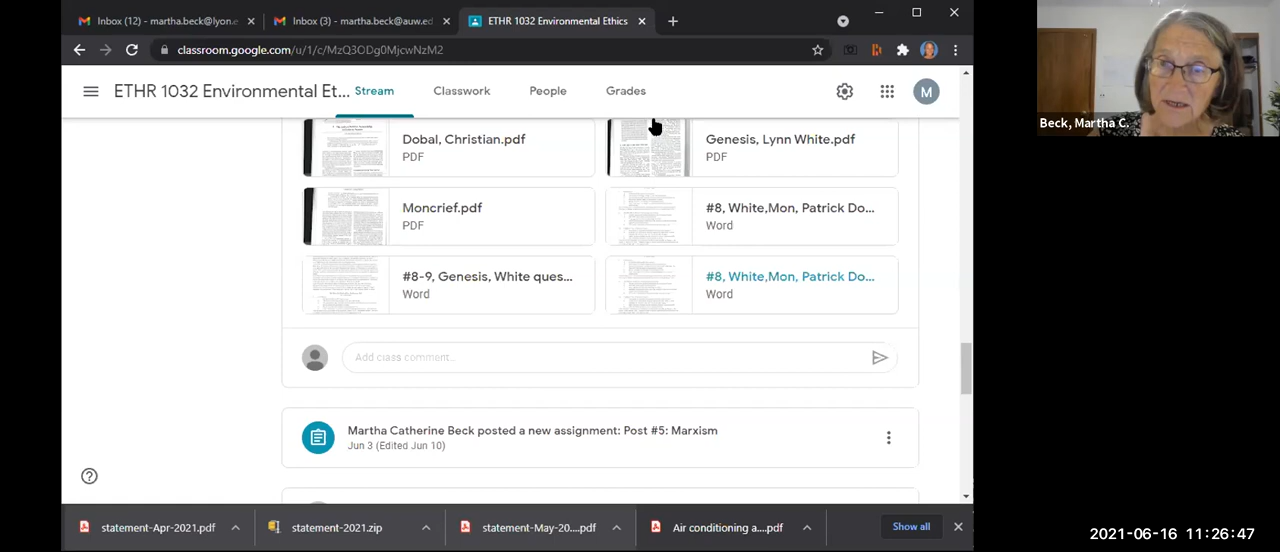 Inbox (12) - martha.beck@lyon.e
Inbox (3) - martha.beck@auw.ed
ETHR 1032 Environmental Ethics
classroom.google.com/u/1/c/MzQ3ODg0MjcwNzM2
ETHR 1032 Environmental Et...
Stream
Classwork
People
Grades
M
Dobal, Christian.pdf
PDF
Genesis, Lynn White.pdf
PDF
Moncrief.pdf
PDF
#8, White,Mon, Patrick Do...
Word
#8-9, Genesis, White ques...
Word
#8, White,Mon, Patrick Do...
Word
Add class comment...
Martha Catherine Beck posted a new assignment: Post #5: Marxism
Jun 3 (Edited Jun 10)
statement-Apr-2021.pdf
statement-2021.zip
statement-May-20....pdf
Air conditioning a....pdf
Show all
Beck, Martha C.
2021-06-16 11:26:47